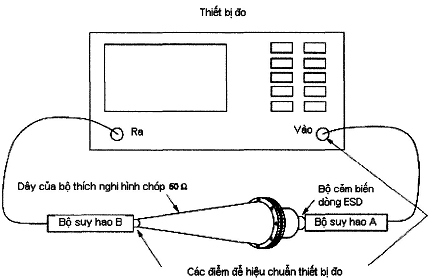 Thiết bị đo
Ra
Vào
Dây của bộ thích nghi hình chóp 50 Ω
Bộ cảm biến
dòng ESD
Bộ suy hao B
Bộ suy hao A
Các điểm để hiệu chuẩn thiết bị đo